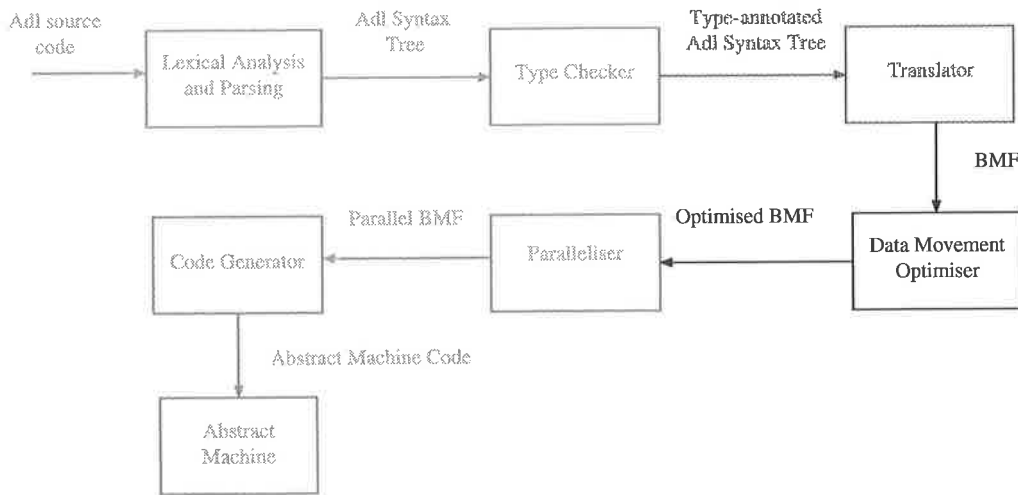 Adl source
code
Lexical Analysis
and Parsing
Adl Syntax
Tree
Type Checker
Type-annotated
Adl Syntax Tree
Translator
BMF
Data Movement
Optimiser
Optimised BMF
Paralleliser
Parallel BMF
Code Generator
Abstract Machine Code
Abstract
Machine